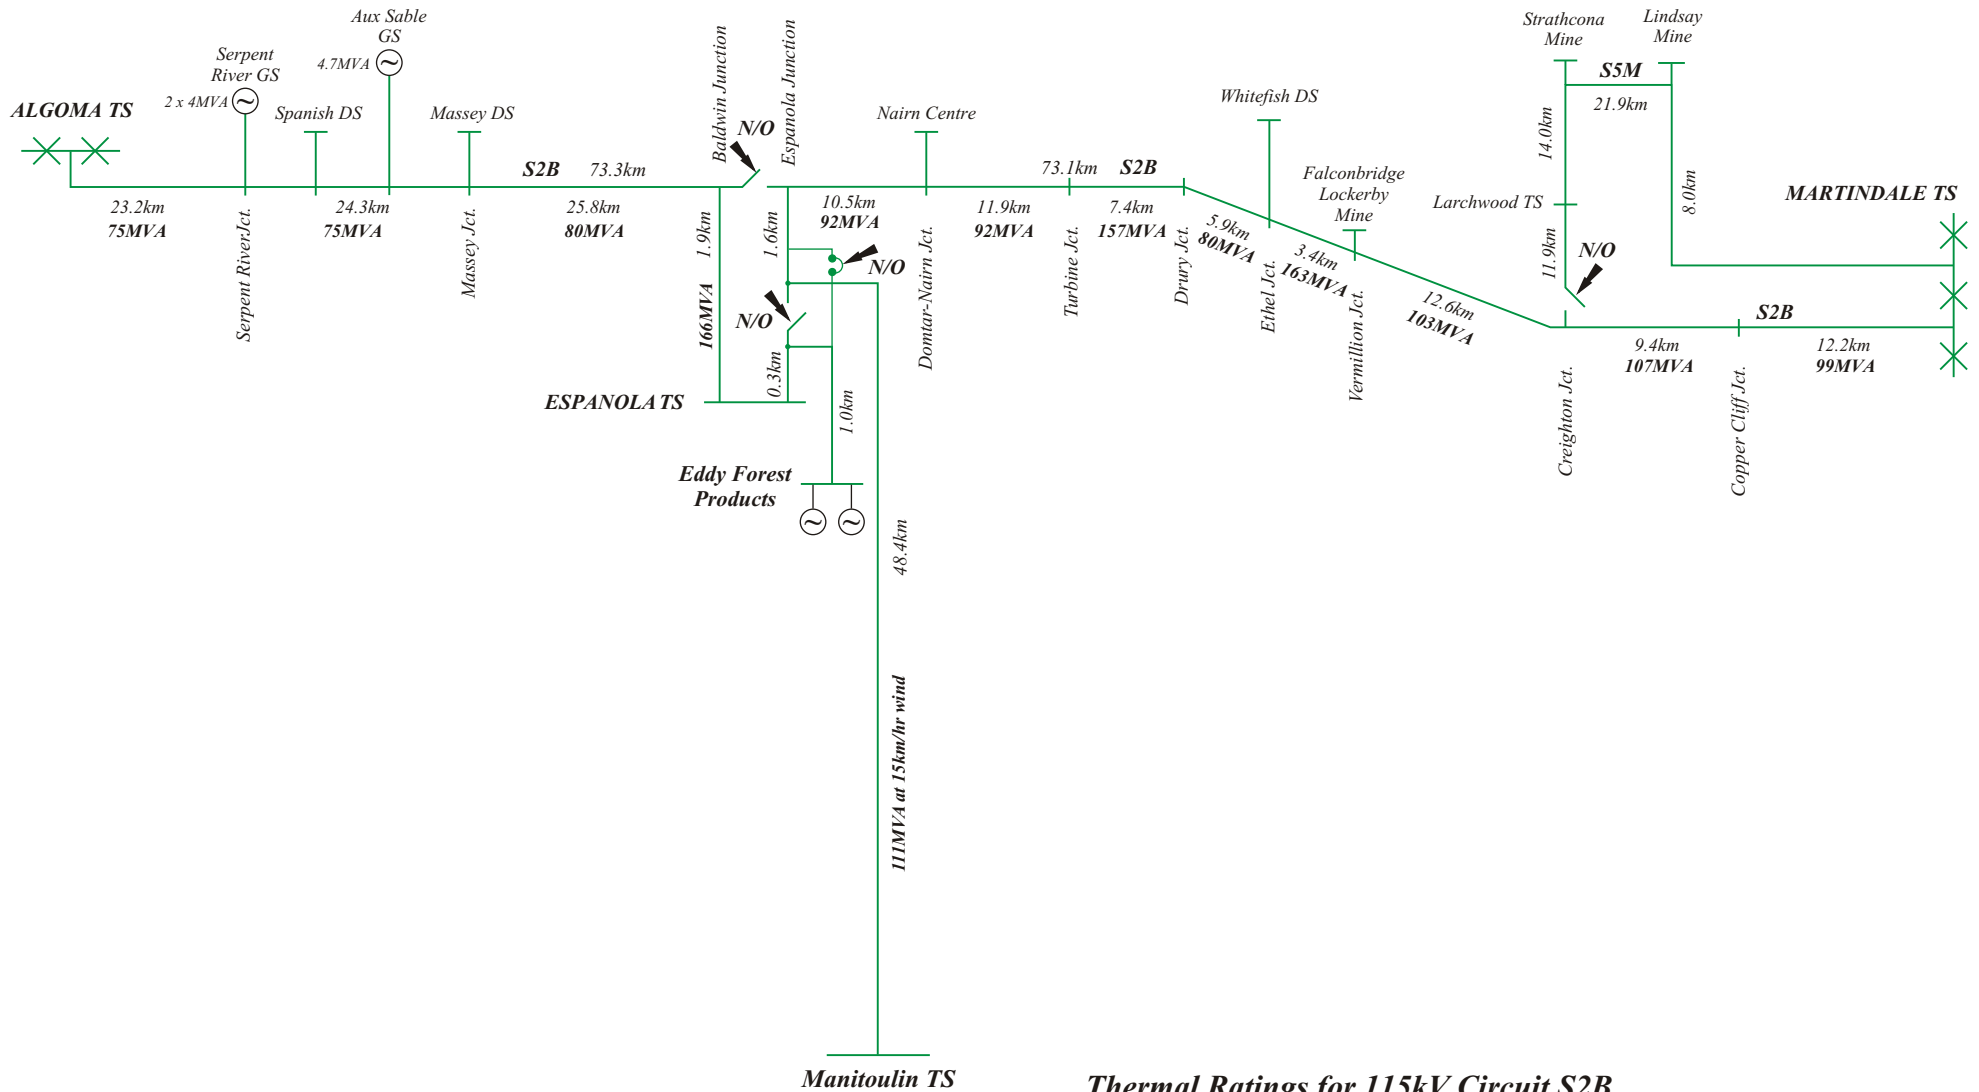 Strathcona
Mine
Lindsay
Mine
Aux Sable
GS
4.7MVA
Serpent
River GS
2 x 4MVA
Baldwin Junction
Espanola Junction
S5M
21.9km
ALGOMA TS
Spanish DS
Massey DS
N/O
Nairn Centre
Whitefish DS
14.0km
Falconbridge
Lockerby
Mine
Larchwood TS
8.0km
MARTINDALE TS
S2B
73.3km
73.1km
S2B
23.2km
75MVA
Serpent RiverJct.
24.3km
75MVA
Massey Jct.
25.8km
80MVA
1.9km
166MVA
1.6km
10.5km
92MVA
Domtar-Nairn Jct.
11.9km
92MVA
Turbine Jct.
7.4km
157MVA
Drury Jct.
5.9km
80MVA
Ethel Jct.
3.4km
163MVA
Vermillion Jct.
12.6km
103MVA
11.9km
N/O
N/O
N/O
S2B
9.4km
107MVA
12.2km
99MVA
Creighton Jct.
Copper Cliff Jct.
0.3km
ESPANOLA TS
1.0km
Eddy Forest
Products
48.4km
111MVA at 15km/hr wind
Manitoulin TS
Thermal Ratings for 115kV Circuit S2B